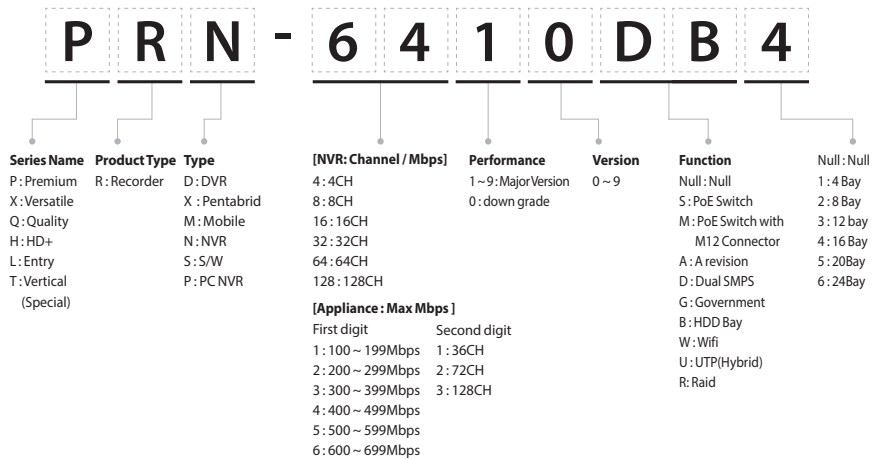 PRN-6410DB4
Series Name
P : Premium
X : Versatile
Q : Quality
H : HD+
L : Entry
T : Vertical
(Special)
Product Type
R : Recorder
Type
D : DVR
X : Pentabrid
M : Mobile
N : NVR
S : S/W
P : PC NVR
[NVR: Channel / Mbps]
4 : 4CH
8 : 8CH
16 : 16CH
32 : 32CH
64 : 64CH
128 : 128CH
[Appliance : Max Mbps ]
First digit
1 : 100 ~ 199Mbps
2 : 200 ~ 299Mbps
3 : 300 ~ 399Mbps
4 : 400 ~ 499Mbps
5 : 500 ~ 599Mbps
6 : 600 ~ 699Mbps
Second digit
1 : 36CH
2 : 72CH
3 : 128CH
Performance
1 ~ 9 : Major Version
0 : down grade
Version
0 ~ 9
Function
Null : Null
S : PoE Switch
M : PoE Switch with
M12 Connector
A : A revision
D : Dual SMPS
G : Government
B : HDD Bay
W : Wifi
U : UTP(Hybrid)
R: Raid
Null : Null
1 : 4 Bay
2 : 8 Bay
3 : 12 bay
4 : 16 Bay
5 : 20Bay
6 : 24Bay